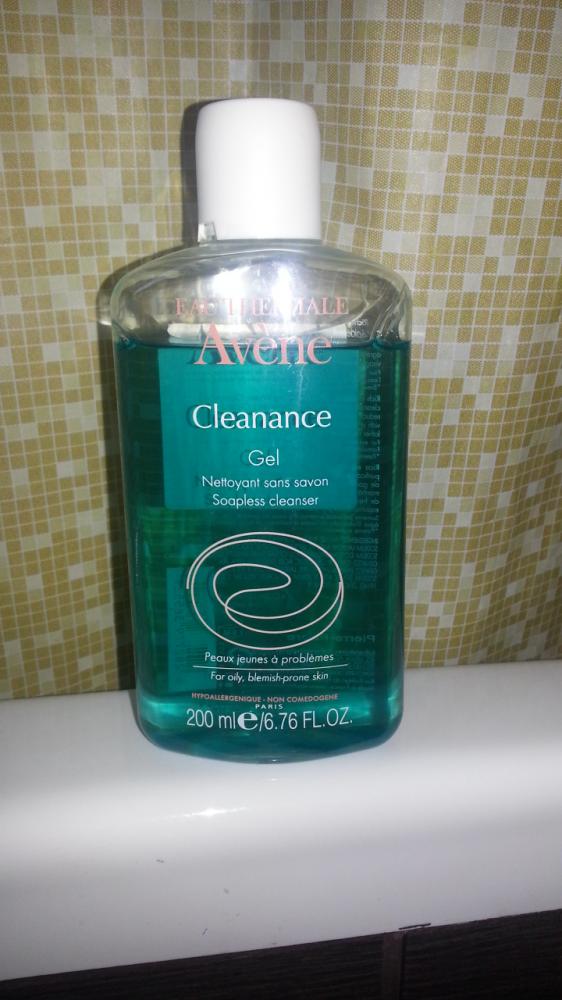 EAU THERMALE
Avène
Cleanance
Gel
Nettoyant sans savon
Soapless cleanser
Peaux jeunes à problèmes
For oily, blemish-prone skin
HYPOALLERGENIQUE - NON COMEDOGENE
PARIS
200 ml e/6.76 FL.OZ.